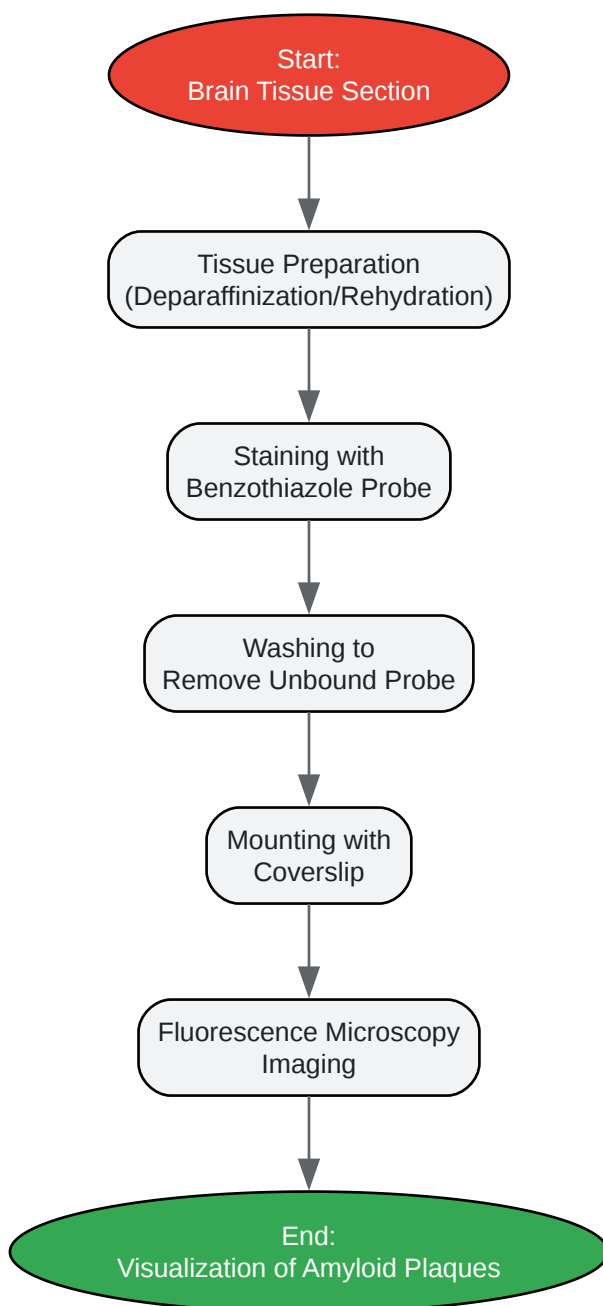 Start:
Brain Tissue Section
Tissue Preparation
(Deparaffinization/Rehydration)
Staining with
Benzothiazole Probe
Washing to
Remove Unbound Probe
Mounting with
Coverslip
Fluorescence Microscopy
Imaging
End:
Visualization of Amyloid Plaques